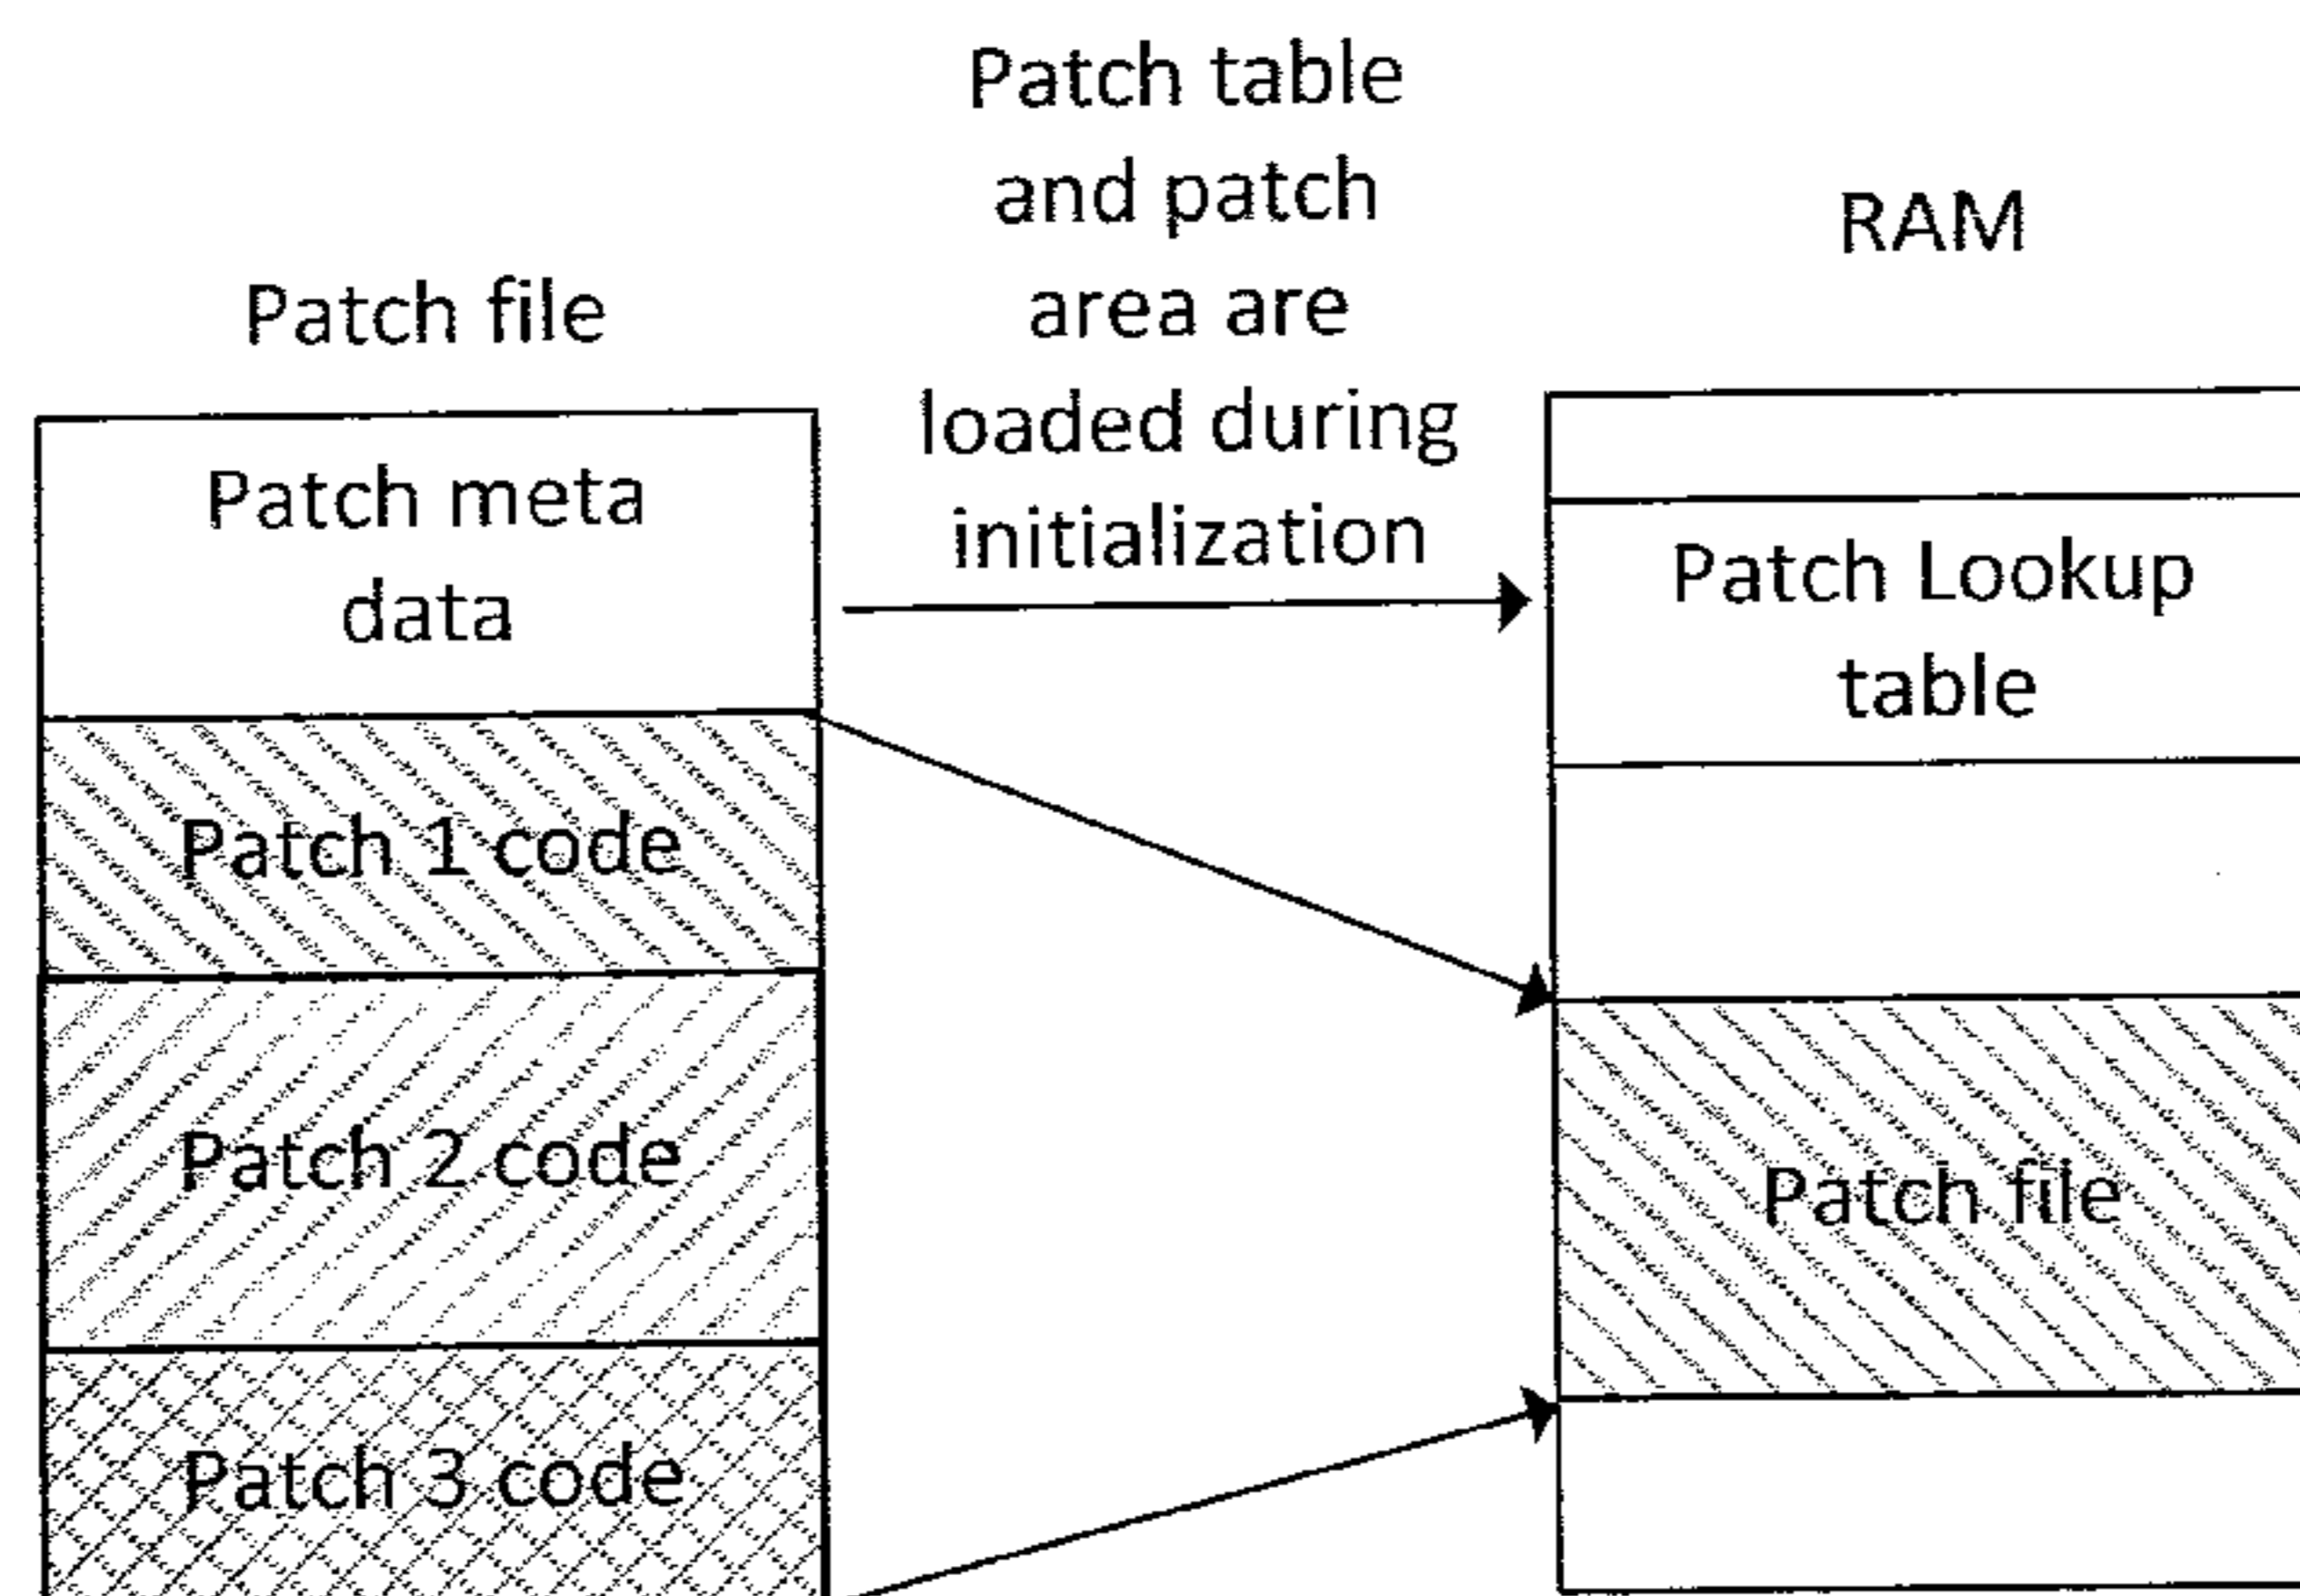 Patch table
and patch
area are
loaded during
initialization
RAM
Patch file
Patch meta
data
Patch 1 code
Patch 2 code
Patch 3 code
Patch Lookup
table
Patch file